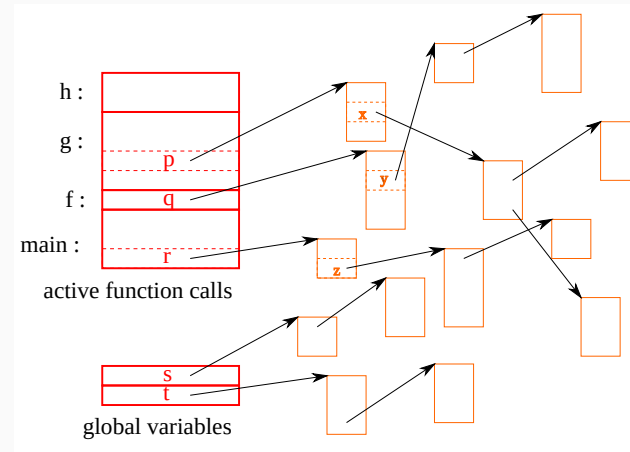 h :
x
g :
p
y
f :
q
main :
r
z
active function calls
s
t
global variables